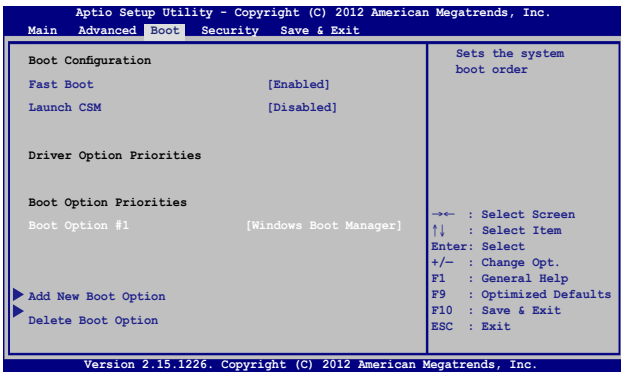 Aptio Setup Utility - Copyright (C) 2012 American Megatrends, Inc.
Main Advanced Boot Security Save & Exit
Boot Configuration
Fast Boot [Enabled]
Launch CSM [Disabled]
Driver Option Priorities
Boot Option Priorities
Boot Option #1 [Windows Boot Manager]
Add New Boot Option
Delete Boot Option
Sets the system
boot order
→← : Select Screen
↑↓ : Select Item
Enter: Select
+/— : Change Opt.
F1 : General Help
F9 : Optimized Defaults
F10 : Save & Exit
ESC : Exit
Version 2.15.1226. Copyright (C) 2012 American Megatrends, Inc.